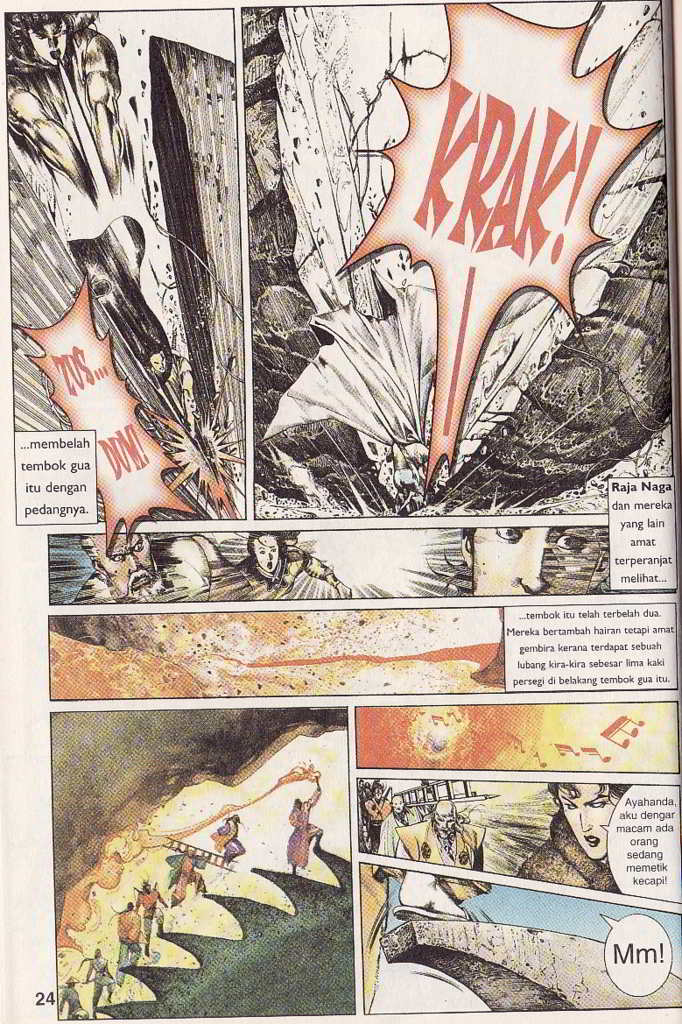 ZUS...
DOM!
...membelah
tembok gua
itu dengan
pedangnya.
KRAK!
Raja Naga
dan mereka
yang lain
amat
terperanjat
melihat...
...tembok itu telah terbelah dua.
Mereka bertambah hairan tetapi amat
gembira kerana terdapat sebuah
lubang kira-kira sebesar lima kaki
persegi di belakang tembok gua itu.
Ayahanda,
aku dengar
macam ada
orang
sedang
memetik
kecapi!
Mm!
24